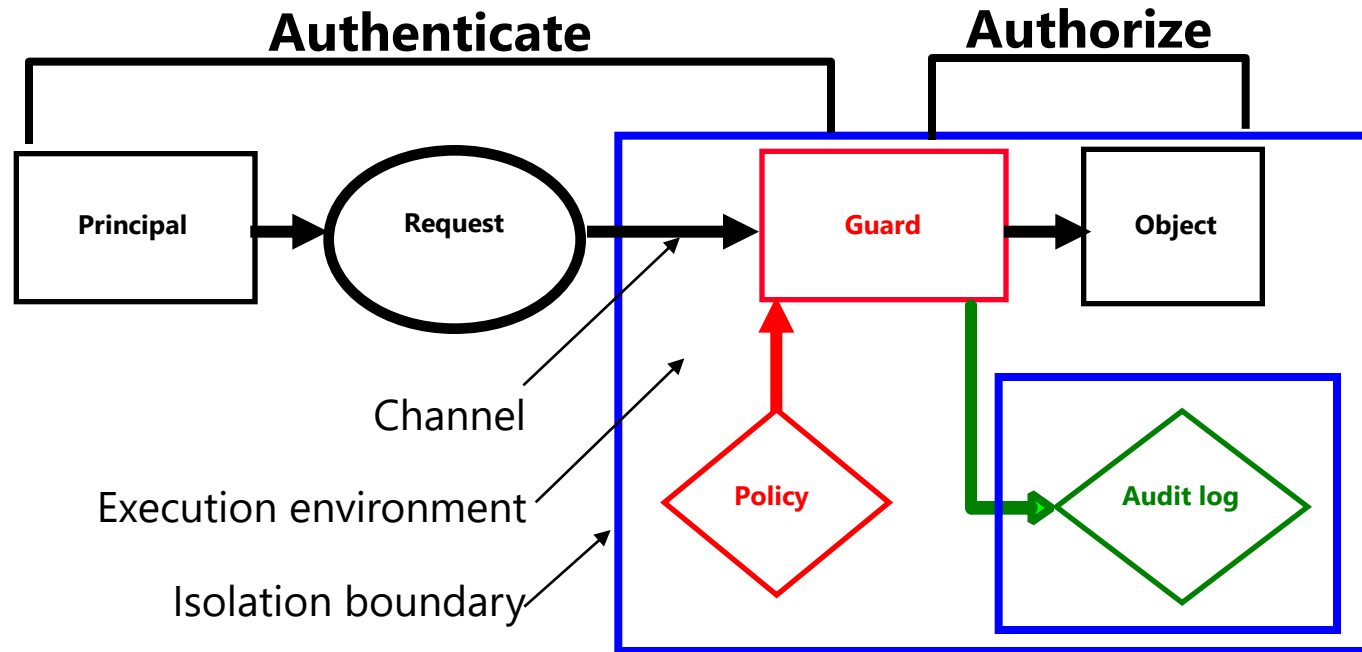 Authenticate
Authorize
Principal
Request
Guard
Object
Channel
Execution environment
Policy
Audit log
Isolation boundary